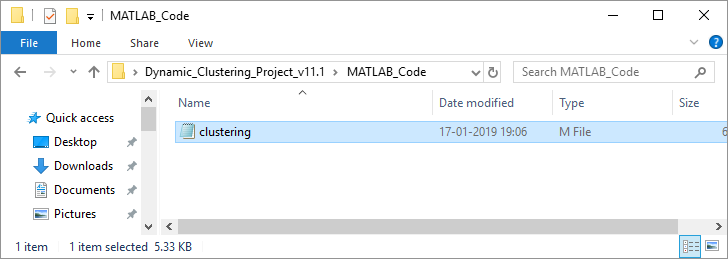 MATLAB_Code
File Home Share View
Dynamic_Clustering_Project_v11.1 MATLAB_Code Search MATLAB_Code
Name Date modified Type Size
Quick access
clustering 17-01-2019 19:06 M File 6
Desktop
Downloads
Documents
Pictures
1 item 1 item selected 5.33 KB